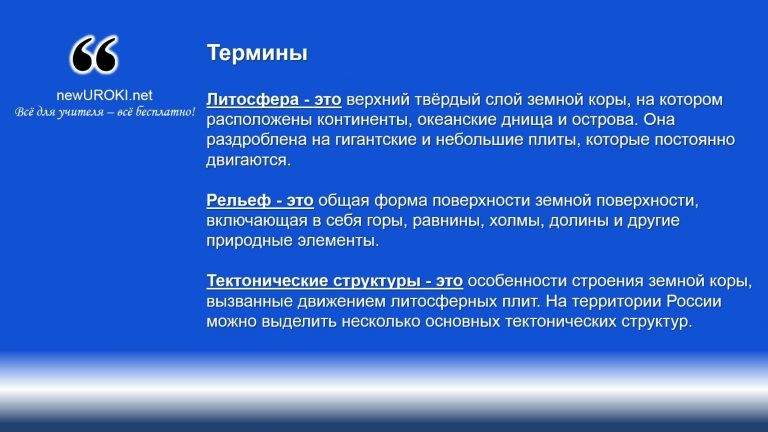 ❝
newUROKI.net
Всё для учителя – всё бесплатно!
Термины
Литосфера - это верхний твёрдый слой земной коры, на котором
расположены континенты, океанские днища и острова. Она
раздроблена на гигантские и небольшие плиты, которые постоянно
двигаются.
Рельеф - это общая форма поверхности земной поверхности,
включающая в себя горы, равнины, холмы, долины и другие
природные элементы.
Тектонические структуры - это особенности строения земной коры,
вызванные движением литосферных плит. На территории России
можно выделить несколько основных тектонических структур.